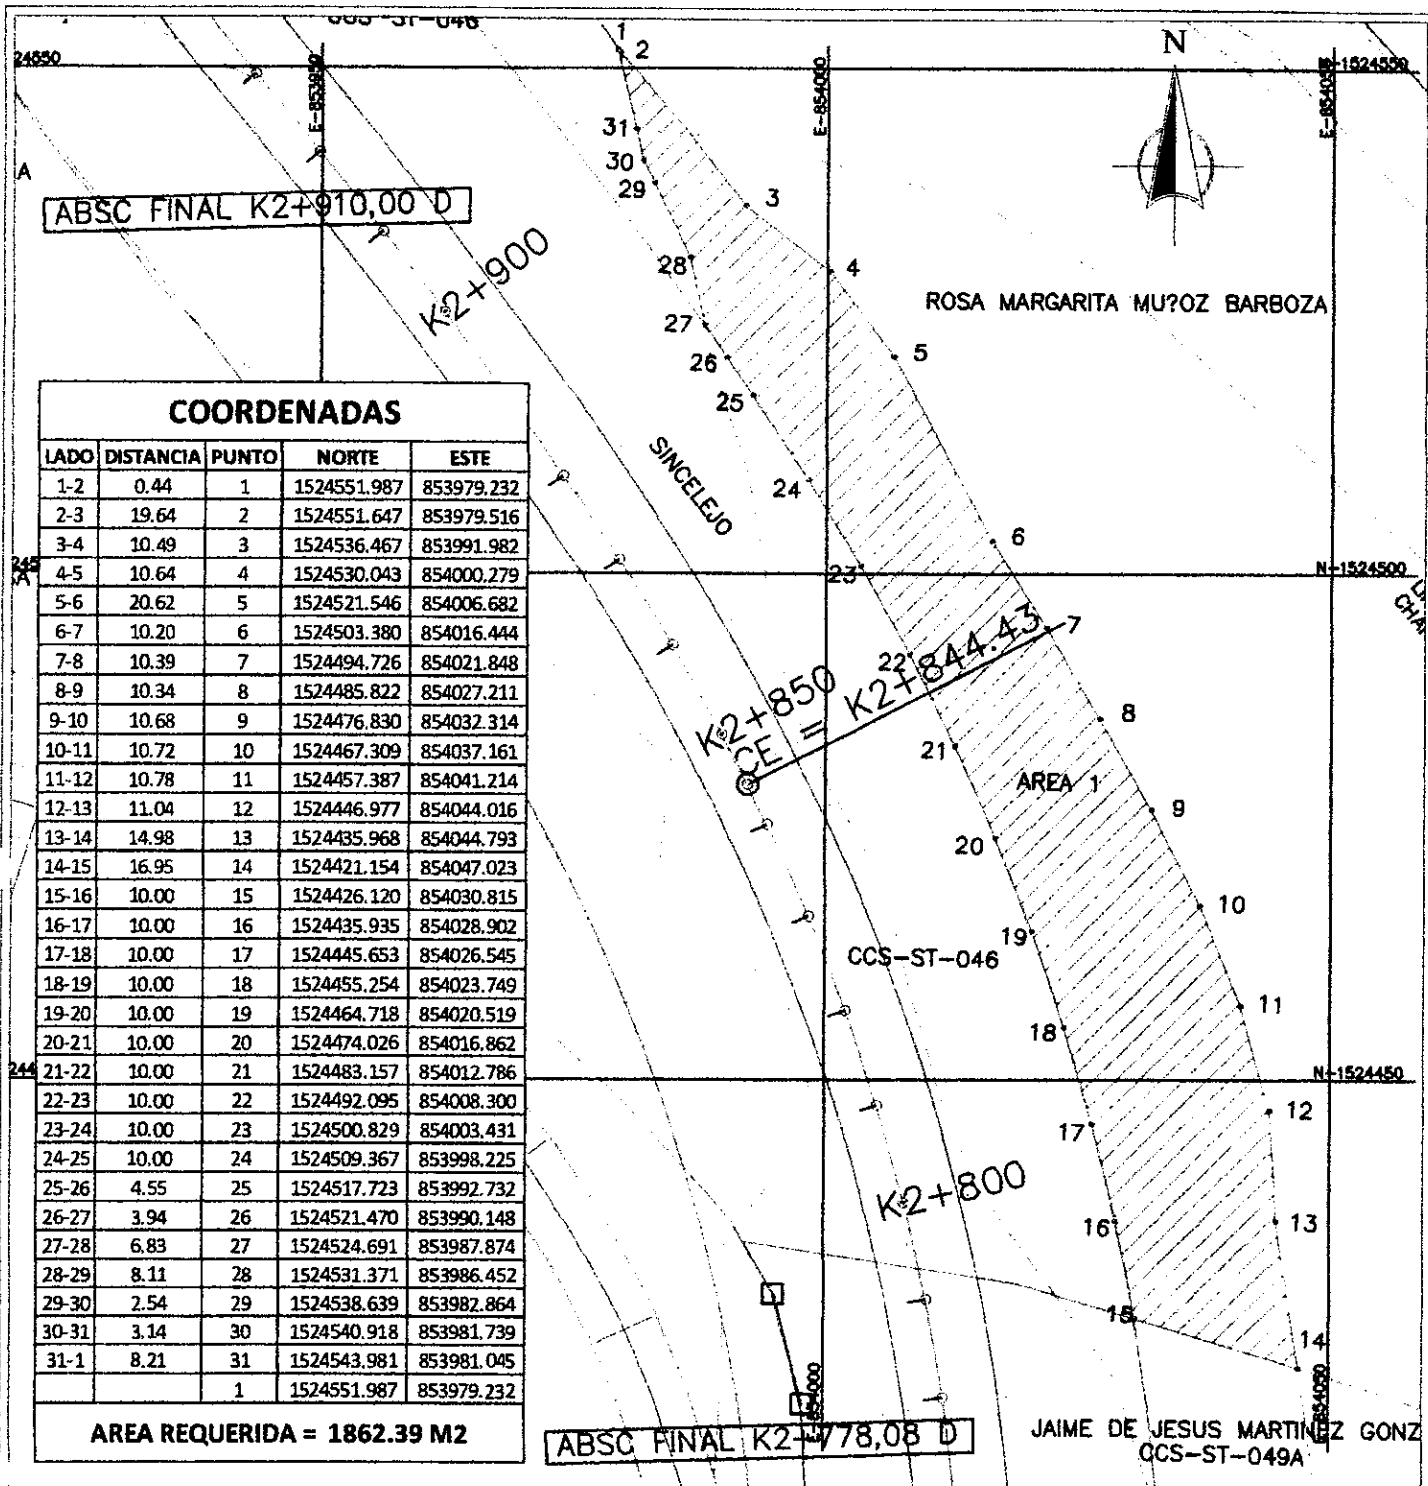 CCS-ST-046
1
2
N
24550
N-1524550
E-853950
E-854000
E-854050
A
31
30
29
3
ABSC FINAL K2+910,00 D
K2+900
28
4
ROSA MARGARITA MU?OZ BARBOZA
27
26
5
25
SINCELEJO
24
6
23
N-1524500
7
22
K2+850
CE = K2+844.43
21
8
AREA 1
9
20
10
19
CCS-ST-046
11
18
N-1524450
12
17
K2+800
16
13
15
14
E-854000
E-854050
ABSC FINAL K2+778,08 D
JAIME DE JESUS MARTINEZ GONZ
CCS-ST-049A
COORDENADAS
LADO DISTANCIA PUNTO NORTE ESTE
1-2 0.44 1 1524551.987 853979.232
2-3 19.64 2 1524551.647 853979.516
3-4 10.49 3 1524536.467 853991.982
4-5 10.64 4 1524530.043 854000.279
5-6 20.62 5 1524521.546 854006.682
6-7 10.20 6 1524503.380 854016.444
7-8 10.39 7 1524494.726 854021.848
8-9 10.34 8 1524485.822 854027.211
9-10 10.68 9 1524476.830 854032.314
10-11 10.72 10 1524467.309 854037.161
11-12 10.78 11 1524457.387 854041.214
12-13 11.04 12 1524446.977 854044.016
13-14 14.98 13 1524435.968 854044.793
14-15 16.95 14 1524421.154 854047.023
15-16 10.00 15 1524426.120 854030.815
16-17 10.00 16 1524435.935 854028.902
17-18 10.00 17 1524445.653 854026.545
18-19 10.00 18 1524455.254 854023.749
19-20 10.00 19 1524464.718 854020.519
20-21 10.00 20 1524474.026 854016.862
21-22 10.00 21 1524483.157 854012.786
22-23 10.00 22 1524492.095 854008.300
23-24 10.00 23 1524500.829 854003.431
24-25 10.00 24 1524509.367 853998.225
25-26 4.55 25 1524517.723 853992.732
26-27 3.94 26 1524521.470 853990.148
27-28 6.83 27 1524524.691 853987.874
28-29 8.11 28 1524531.371 853986.452
29-30 2.54 29 1524538.639 853982.864
30-31 3.14 30 1524540.918 853981.739
31-1 8.21 31 1524543.981 853981.045
1 1524551.987 853979.232
AREA REQUERIDA = 1862.39 M2